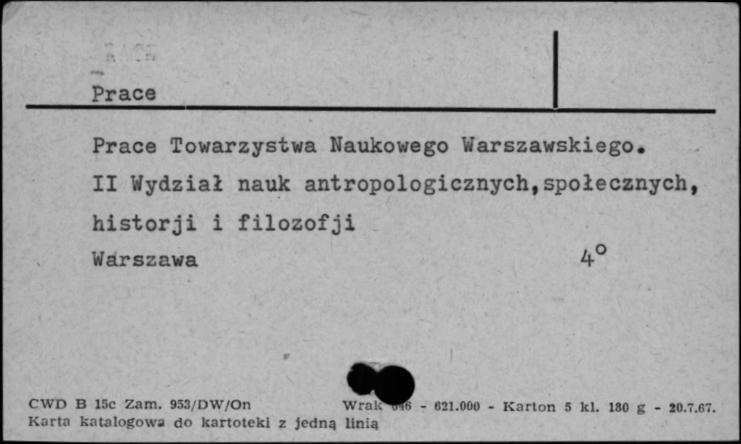 Prace
Prace Towarzystwa Naukowego Warszawskiego.
II Wydział nauk antropologicznych,społecznych,
historji i filozofji
Warszawa 4°
CWD B 15c Zam. 953/DW/On Wrak - 621.000 - Karton 5 kl. 180 g - 20.7.67.
Karta katalogowa do kartoteki z jedną linią